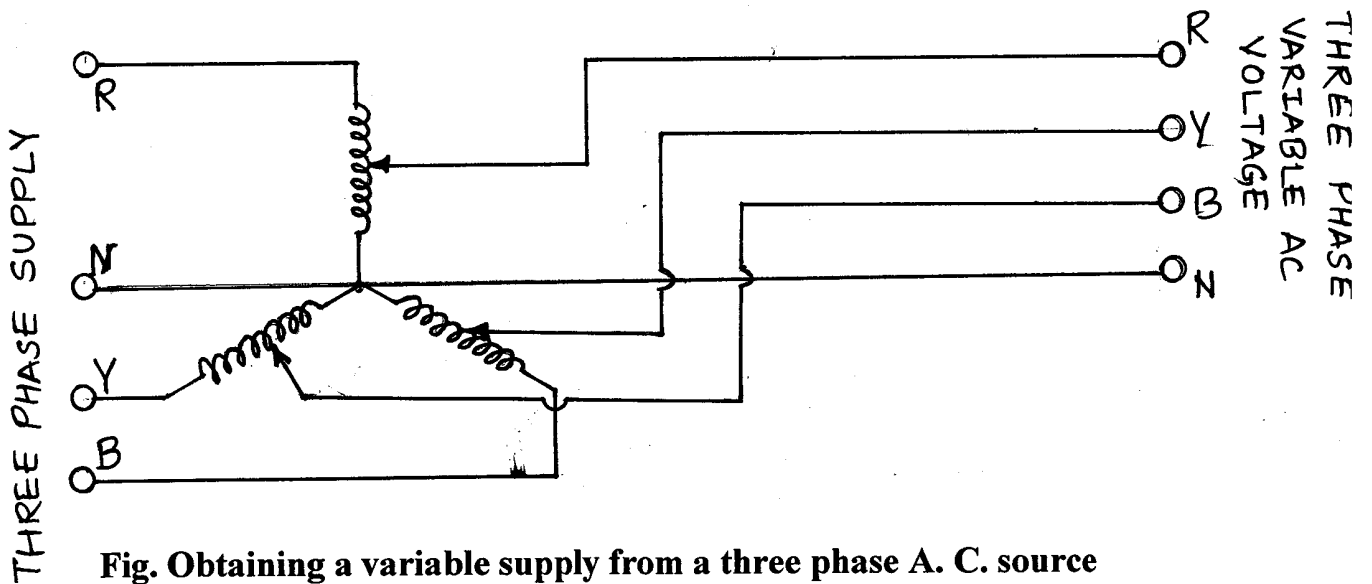 THREE PHASE SUPPLY
R
N
Y
B
R
Y
B
N
THREE PHASE
VARIABLE AC
VOLTAGE
Fig. Obtaining a variable supply from a three phase A. C. source